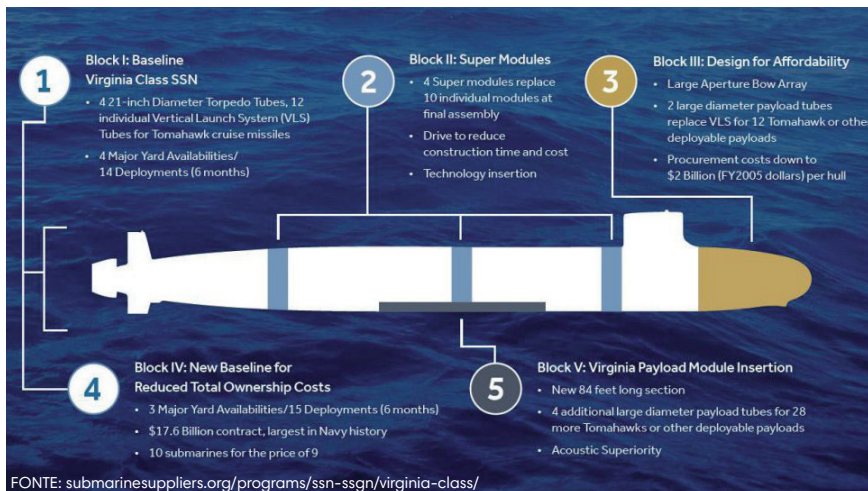 1
Block I: Baseline
Virginia Class SSN
• 4 21-inch Diameter Torpedo Tubes, 12
individual Vertical Launch System (VLS)
Tubes for Tomahawk cruise missiles
• 4 Major Yard Availabilities/
14 Deployments (6 months)
2
Block II: Super Modules
• 4 Super modules replace
10 individual modules at
final assembly
• Drive to reduce
construction time and cost
• Technology insertion
3
Block III: Design for Affordability
• Large Aperture Bow Array
• 2 large diameter payload tubes
replace VLS for 12 Tomahawk or other
deployable payloads
• Procurement costs down to
$2 Billion (FY2005 dollars) per hull
4
Block IV: New Baseline for
Reduced Total Ownership Costs
• 3 Major Yard Availabilities/15 Deployments (6 months)
• $17.6 Billion contract, largest in Navy history
• 10 submarines for the price of 9
5
Block V: Virginia Payload Module Insertion
• New 84 feet long section
• 4 additional large diameter payload tubes for 28
more Tomahawks or other deployable payloads
• Acoustic Superiority
FONTE: submarinesuppliers.org/programs/ssn-ssgn/virginia-class/